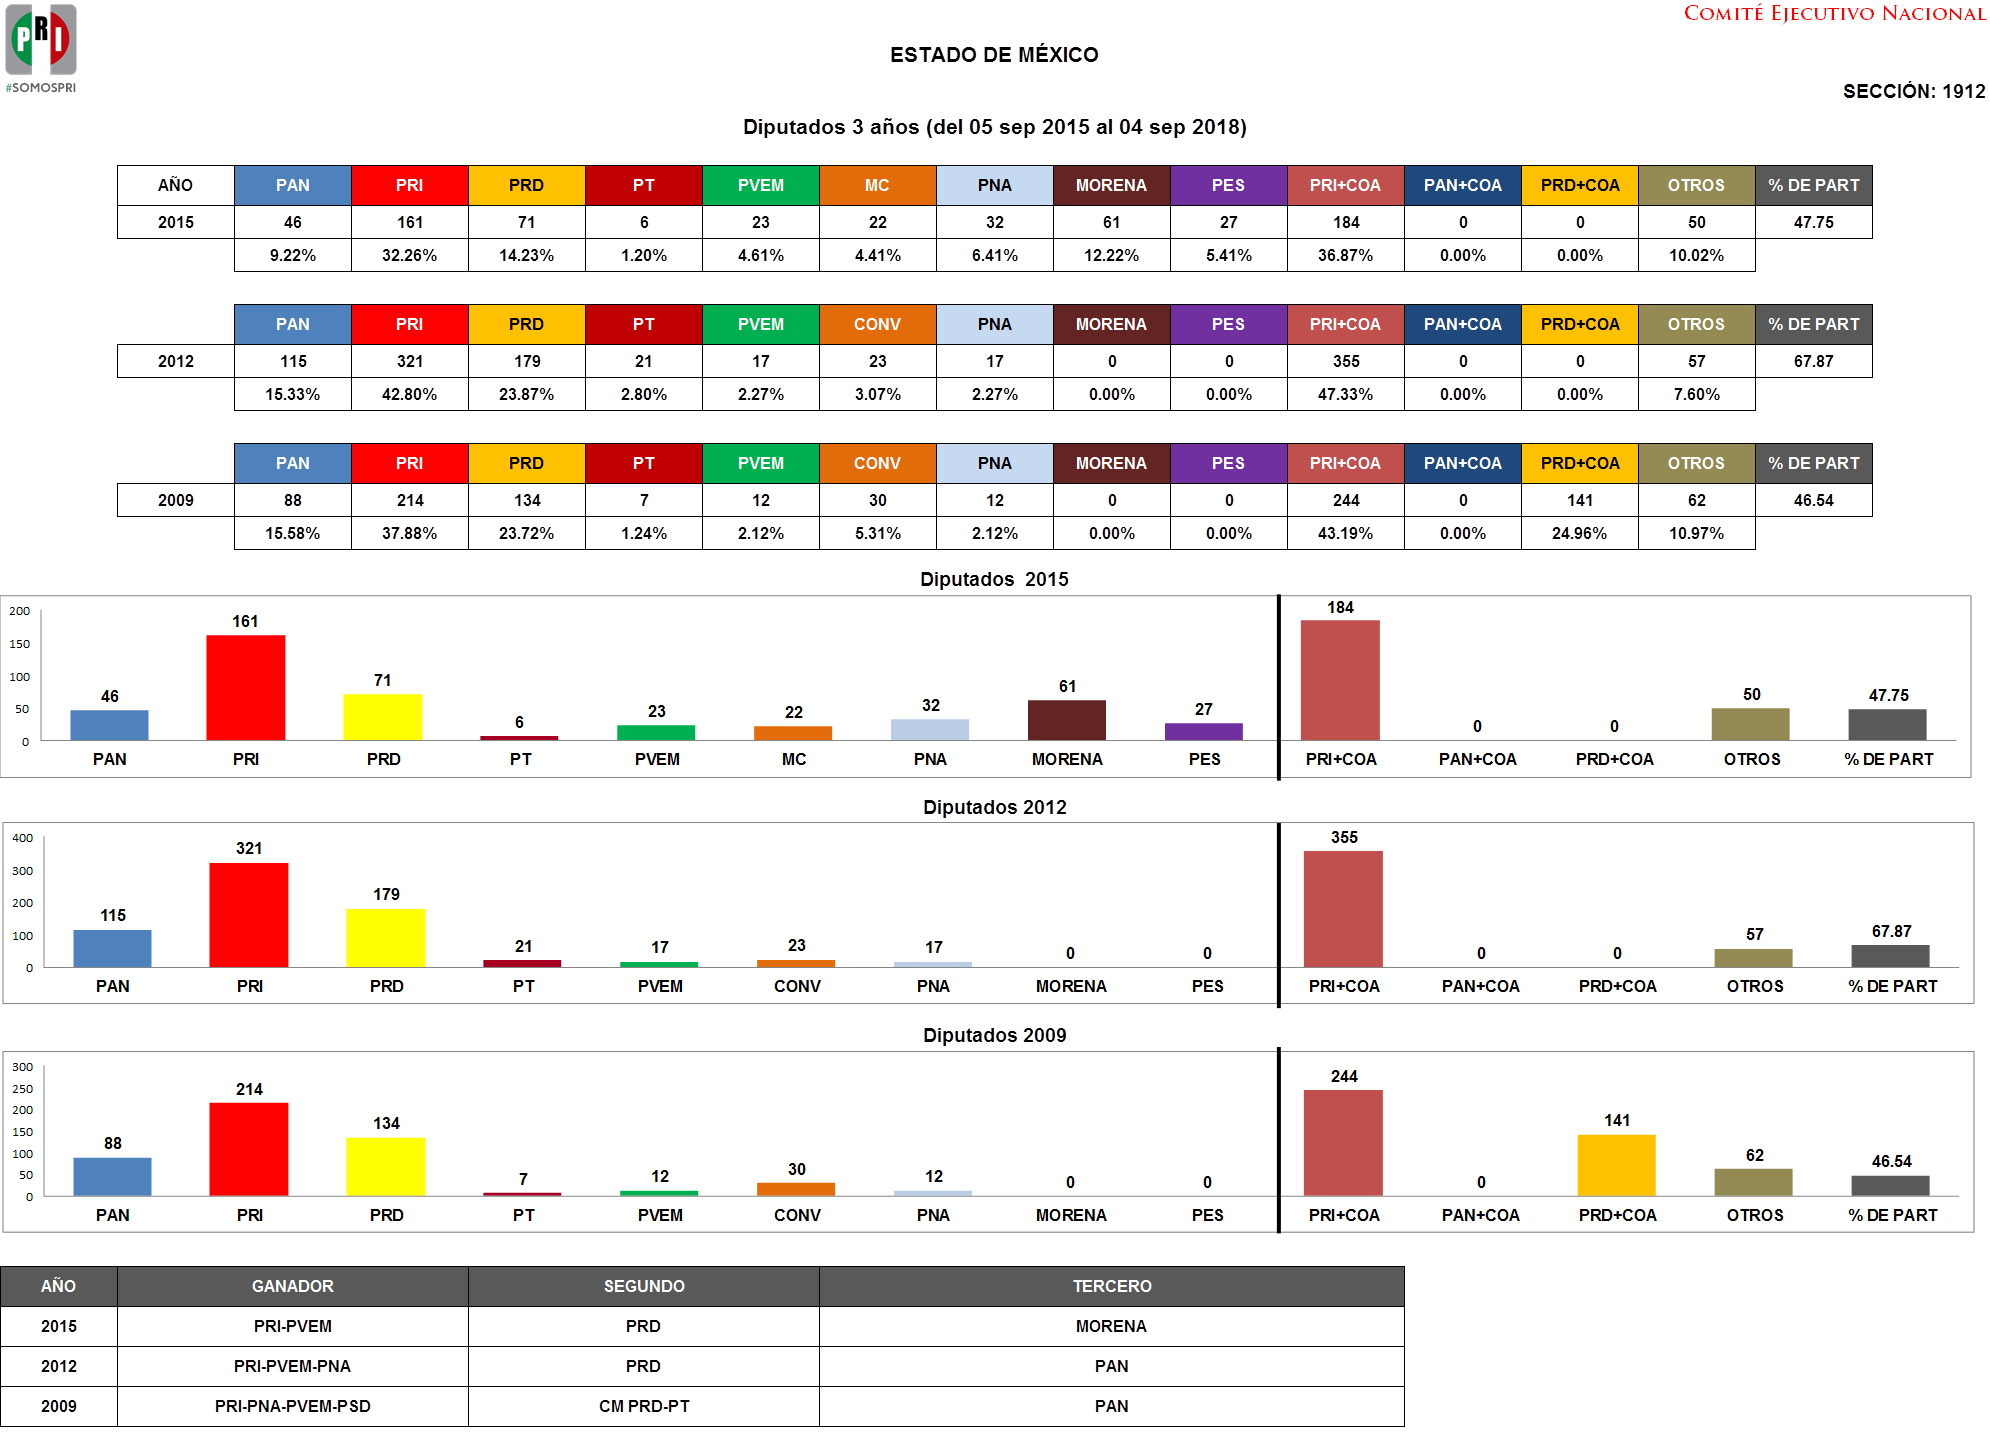 PRI
#SOMOSPRI
COMITÉ EJECUTIVO NACIONAL
ESTADO DE MÉXICO
SECCIÓN: 1912
Diputados 3 años (del 05 sep 2015 al 04 sep 2018)
AÑO PAN PRI PRD PT PVEM MC PNA MORENA PES PRI+COA PAN+COA PRD+COA OTROS % DE PART
2015 46 161 71 6 23 22 32 61 27 184 0 0 50 47.75
9.22% 32.26% 14.23% 1.20% 4.61% 4.41% 6.41% 12.22% 5.41% 36.87% 0.00% 0.00% 10.02%
PAN PRI PRD PT PVEM CONV PNA MORENA PES PRI+COA PAN+COA PRD+COA OTROS % DE PART
2012 115 321 179 21 17 23 17 0 0 355 0 0 57 67.87
15.33% 42.80% 23.87% 2.80% 2.27% 3.07% 2.27% 0.00% 0.00% 47.33% 0.00% 0.00% 7.60%
PAN PRI PRD PT PVEM CONV PNA MORENA PES PRI+COA PAN+COA PRD+COA OTROS % DE PART
2009 88 214 134 7 12 30 12 0 0 244 0 141 62 46.54
15.58% 37.88% 23.72% 1.24% 2.12% 5.31% 2.12% 0.00% 0.00% 43.19% 0.00% 24.96% 10.97%
Diputados 2015
200
150
100
50
0
46 161 71 6 23 22 32 61 27 184 0 0 50 47.75
PAN PRI PRD PT PVEM MC PNA MORENA PES PRI+COA PAN+COA PRD+COA OTROS % DE PART
Diputados 2012
400
300
200
100
0
115 321 179 21 17 23 17 0 0 355 0 0 57 67.87
PAN PRI PRD PT PVEM CONV PNA MORENA PES PRI+COA PAN+COA PRD+COA OTROS % DE PART
Diputados 2009
300
250
200
150
100
50
0
88 214 134 7 12 30 12 0 0 244 0 141 62 46.54
PAN PRI PRD PT PVEM CONV PNA MORENA PES PRI+COA PAN+COA PRD+COA OTROS % DE PART
AÑO GANADOR SEGUNDO TERCERO
2015 PRI-PVEM PRD MORENA
2012 PRI-PVEM-PNA PRD PAN
2009 PRI-PNA-PVEM-PSD CM PRD-PT PAN